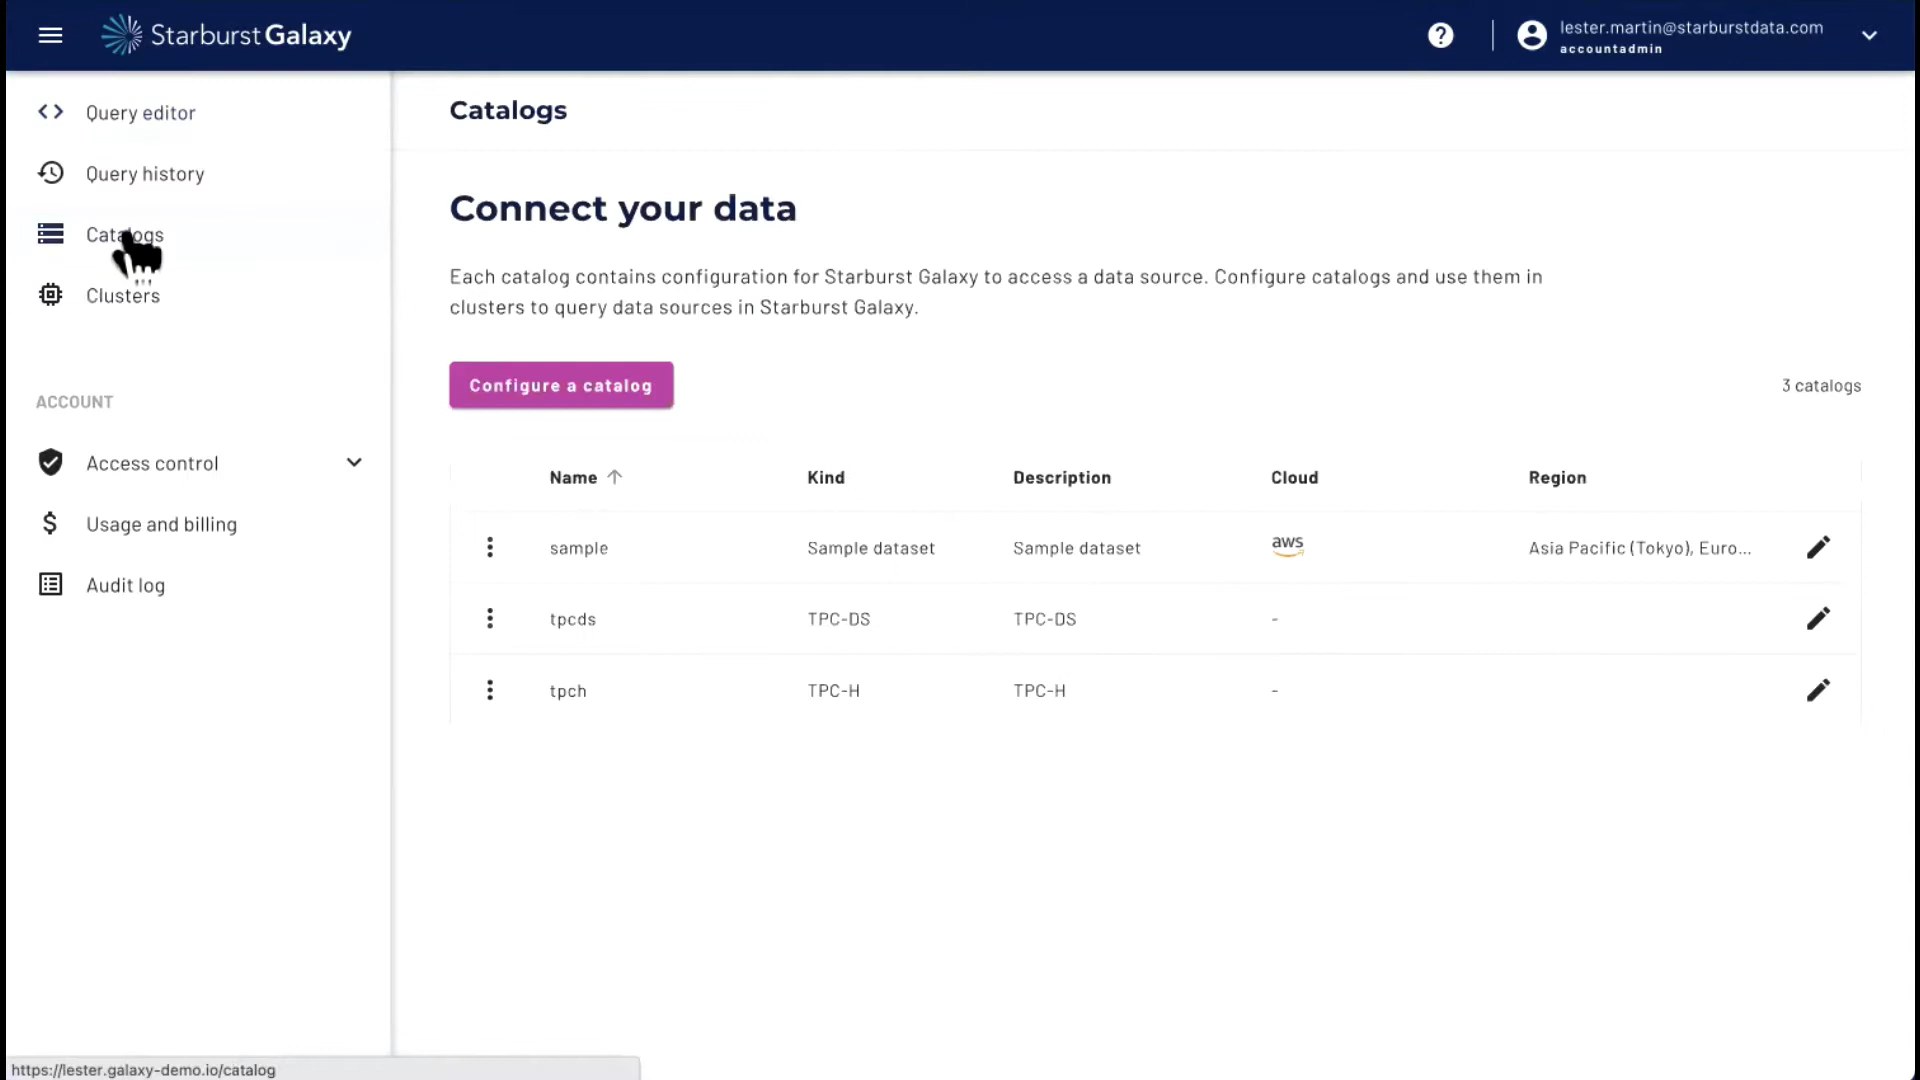 Starburst Galaxy
lester.martin@starburstdata.com
accountadmin
Query editor
Query history
Catalogs
Clusters
ACCOUNT
Access control
Usage and billing
Audit log
Catalogs
Connect your data
Each catalog contains configuration for Starburst Galaxy to access a data source. Configure catalogs and use them in
clusters to query data sources in Starburst Galaxy.
Configure a catalog
3 catalogs
Name Kind Description Cloud Region
sample Sample dataset Sample dataset aws Asia Pacific (Tokyo), Euro...
tpcds TPC-DS TPC-DS -
tpch TPC-H TPC-H -
https://lester.galaxy-demo.io/catalog